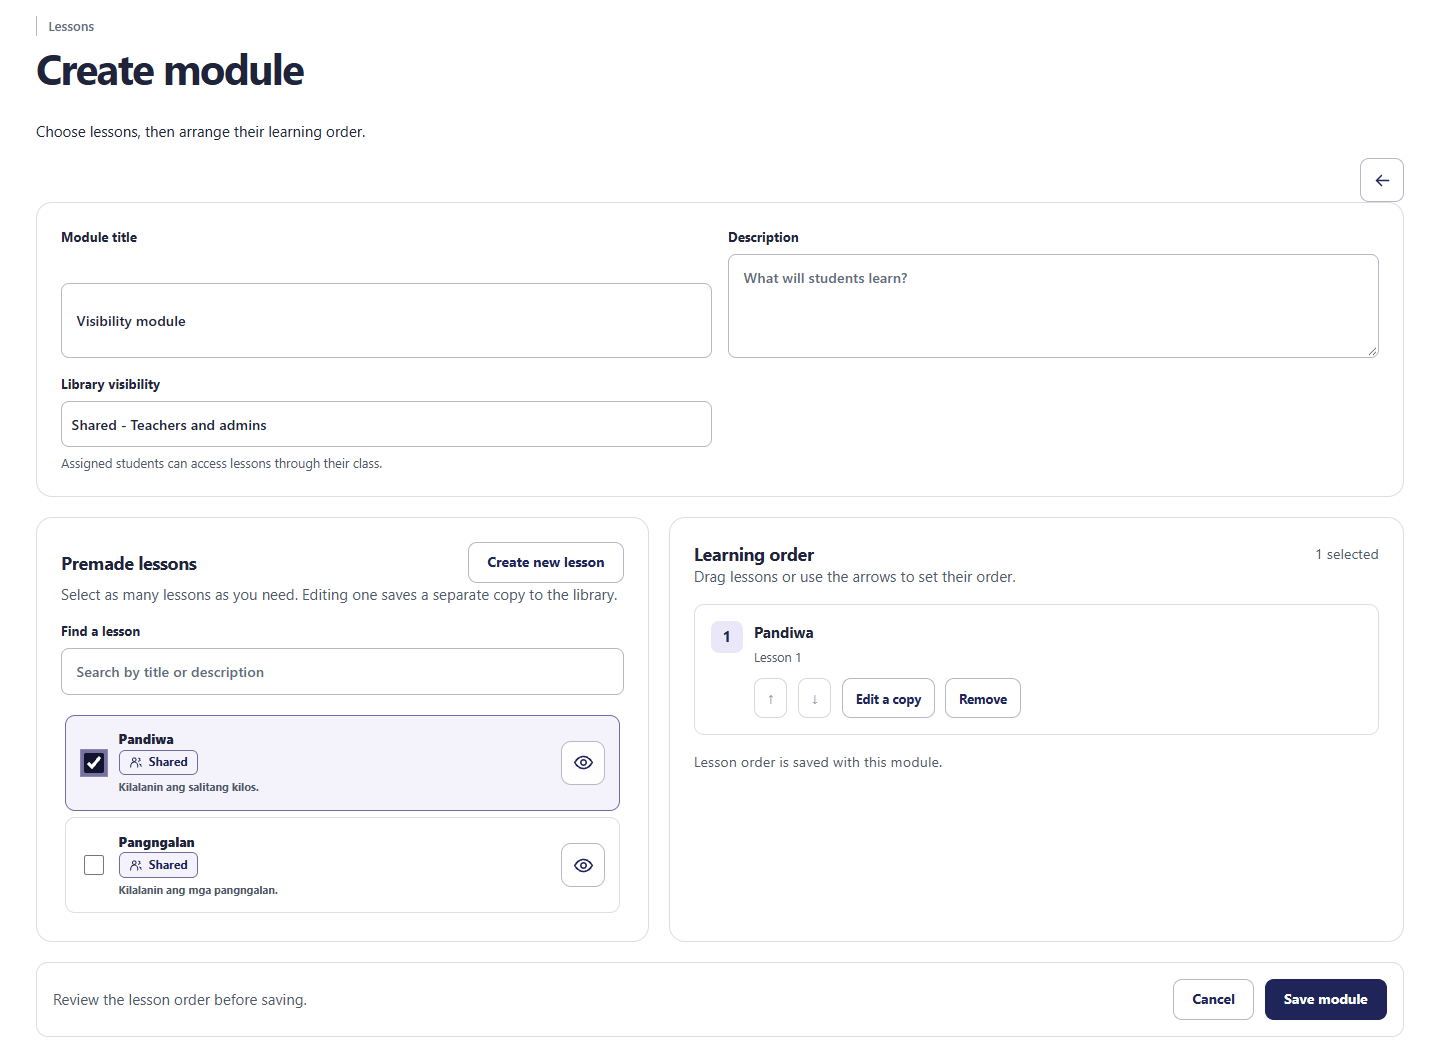 Lessons
Create module
Choose lessons, then arrange their learning order.
←
Module title
Description
Visibility module
What will students learn?
Library visibility
Shared - Teachers and admins
Assigned students can access lessons through their class.
Premade lessons
Create new lesson
Select as many lessons as you need. Editing one saves a separate copy to the library.
Find a lesson
Search by title or description
Pandiwa
Shared
Kilalanin ang salitang kilos.
Pangngalan
Shared
Kilalanin ang mga pangngalan.
Learning order
1 selected
Drag lessons or use the arrows to set their order.
1
Pandiwa
Lesson 1
↑ ↓ Edit a copy Remove
Lesson order is saved with this module.
Review the lesson order before saving.
Cancel
Save module